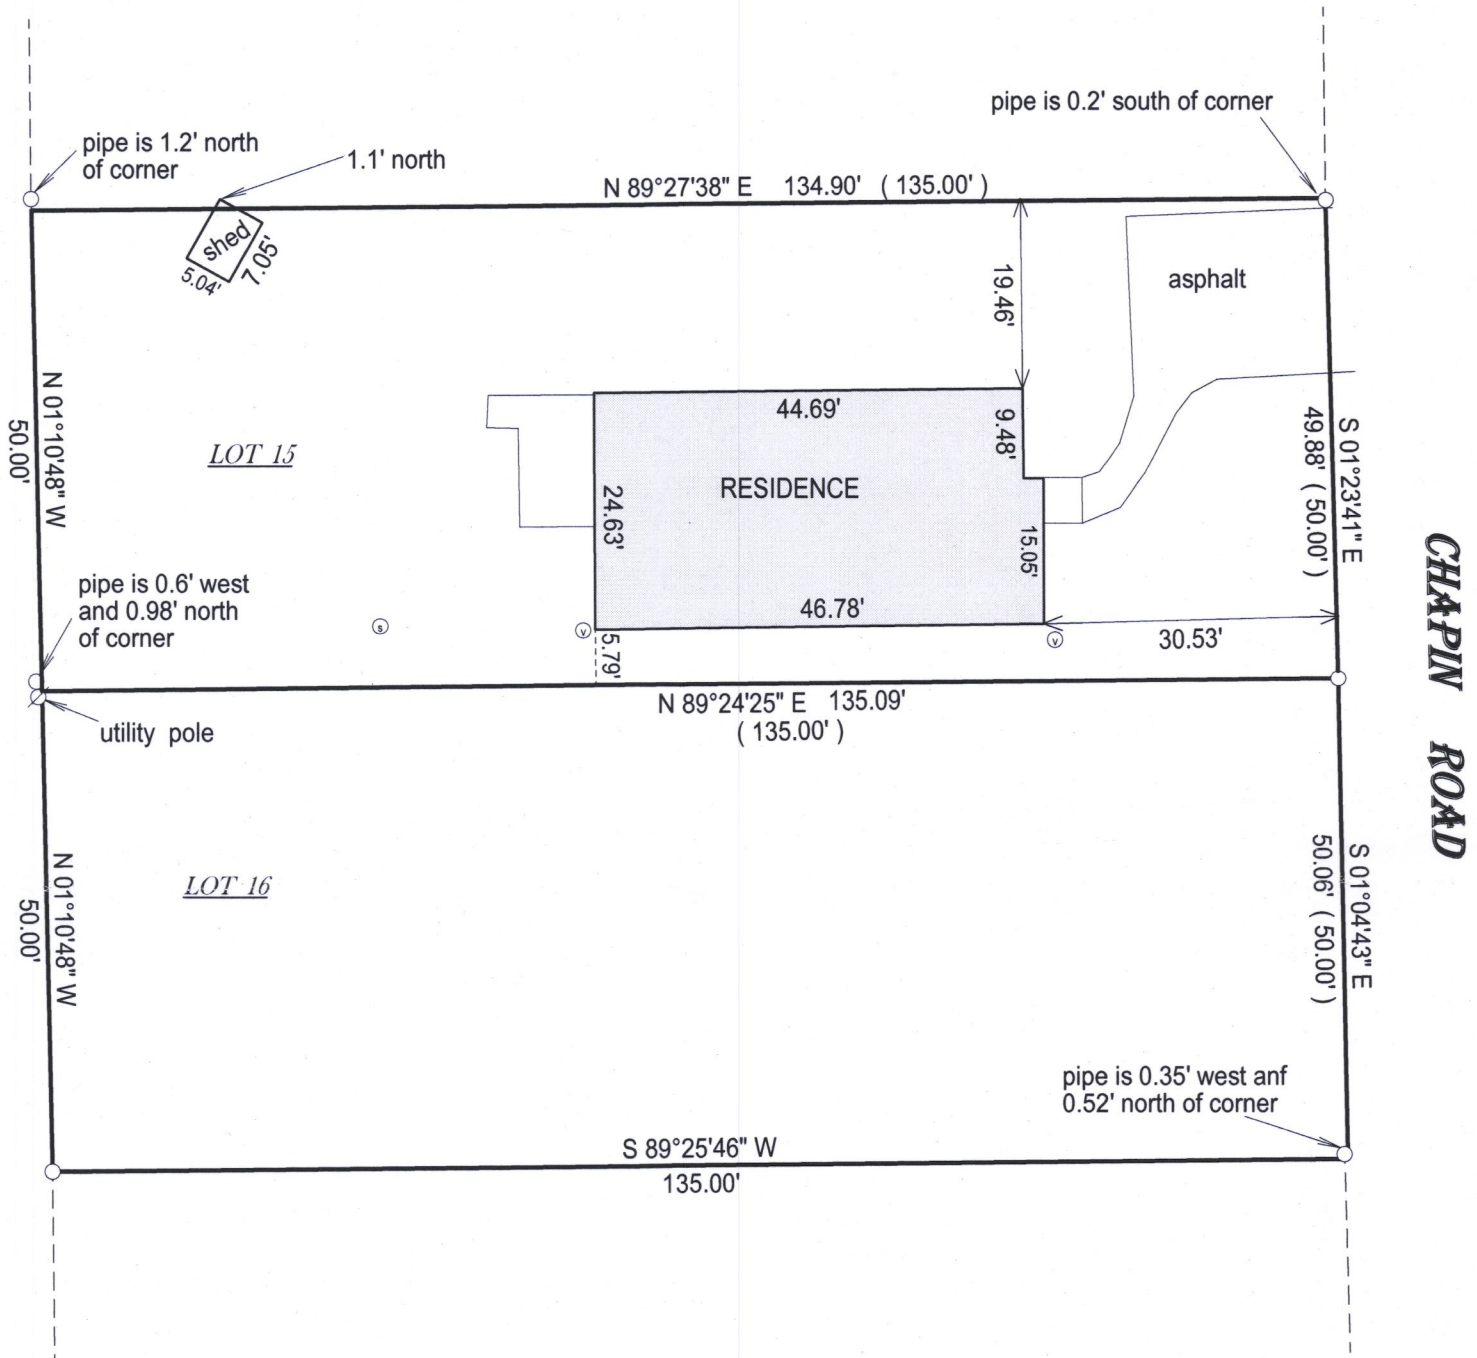 pipe is 0.2' south of corner
pipe is 1.2' north
of corner
1.1' north
N 89°27'38" E 134.90' ( 135.00' )
shed
7.05'
5.04'
19.46'
asphalt
N 01°10'48" W
50.00'
LOT 15
44.69'
9.48'
RESIDENCE
24.63'
15.05'
46.78'
S 01°23'41" E
49.88' ( 50.00' )
CHAPIN ROAD
pipe is 0.6' west
and 0.98' north
of corner
S
V
5.79'
V
30.53'
N 89°24'25" E 135.09'
( 135.00' )
utility pole
N 01°10'48" W
50.00'
LOT 16
S 01°04'43" E
50.06' ( 50.00' )
pipe is 0.35' west anf
0.52' north of corner
S 89°25'46" W
135.00'